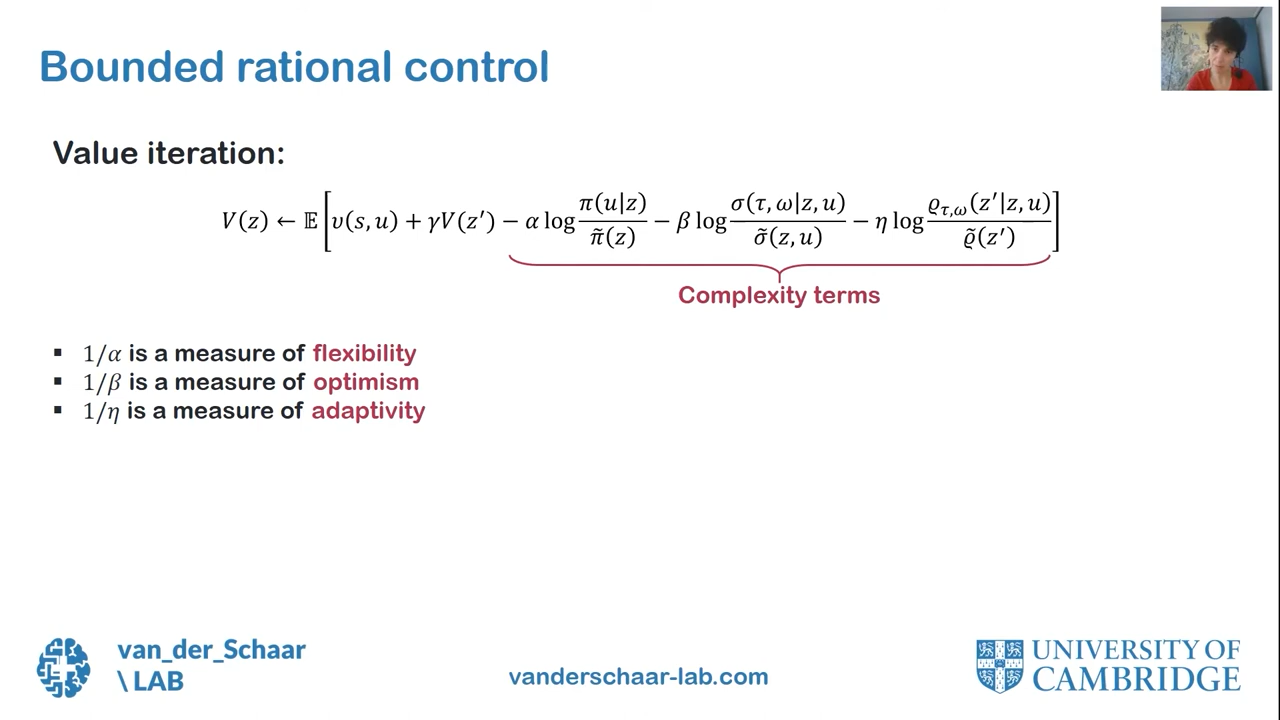 Bounded rational control
Value iteration:
V(z) ← 𝔼[υ(s, u) + γV(z′) − α log π(u|z)/π̃(z) − β log σ(τ, ω|z, u)/σ̃(z, u) − η log ϱτ,ω(z′|z, u)/ϱ̃(z′)]
Complexity terms
▪ 1/α is a measure of flexibility
▪ 1/β is a measure of optimism
▪ 1/η is a measure of adaptivity
van_der_Schaar
\ LAB
vanderschaar-lab.com
UNIVERSITY OF
CAMBRIDGE